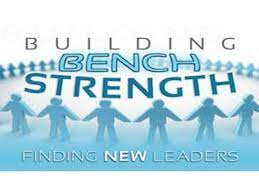 BUILDING
BENCH
STRENGTH
FINDING NEW LEADERS